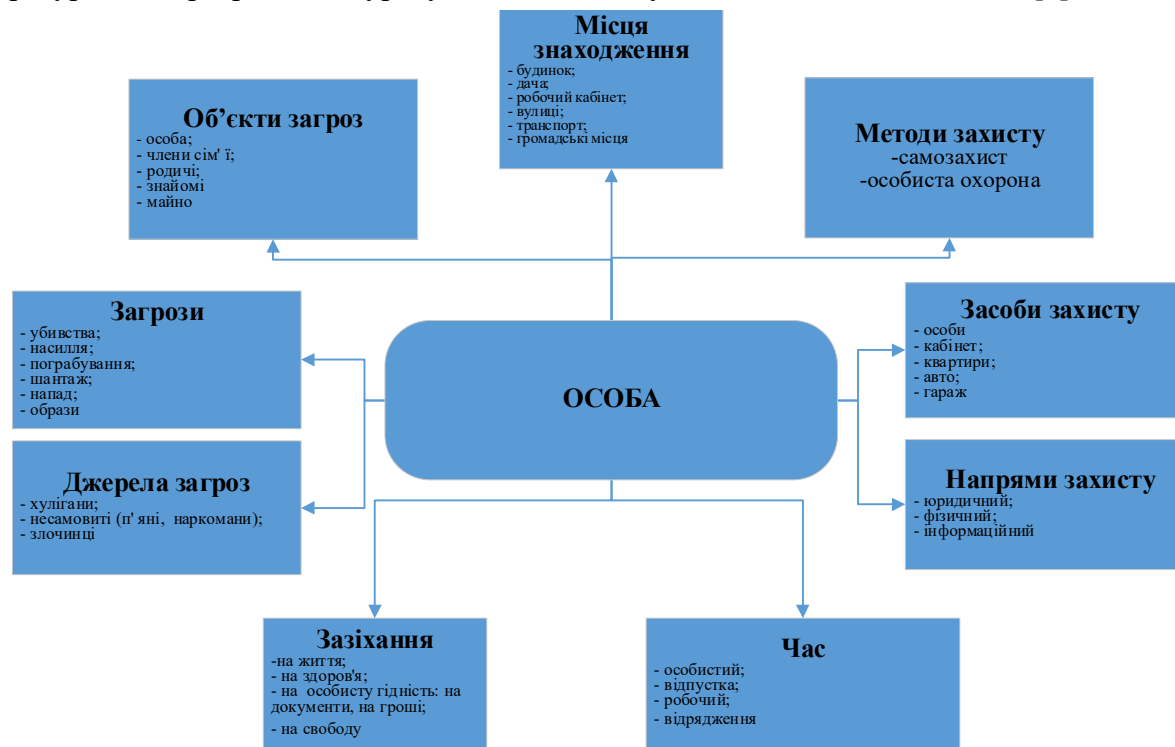 Місця
знаходження
- будинок;
- дача;
- робочий кабінет;
- вулиці;
- транспорт;
- громадські місця
Об’єкти загроз
- особа;
- члени сім' ї;
- родичі;
- знайомі
- майно
Методи захисту
-самозахист
-особиста охорона
Загрози
- убивства;
- насилля;
- пограбування;
- шантаж;
- напад;
- образи
ОСОБА
Засоби захисту
- особи
- кабінет;
- квартири;
- авто;
- гараж
Джерела загроз
- хулігани;
- несамовиті (п' яні, наркомани);
- злочинці
Напрями захисту
- юридичний;
- фізичний;
- інформаційний
Зазіхання
-на життя;
- на здоров'я;
- на особисту гідність: на
документи, на гроші;
- на свободу
Час
- особистий;
- відпустка;
- робочий;
- відрядження